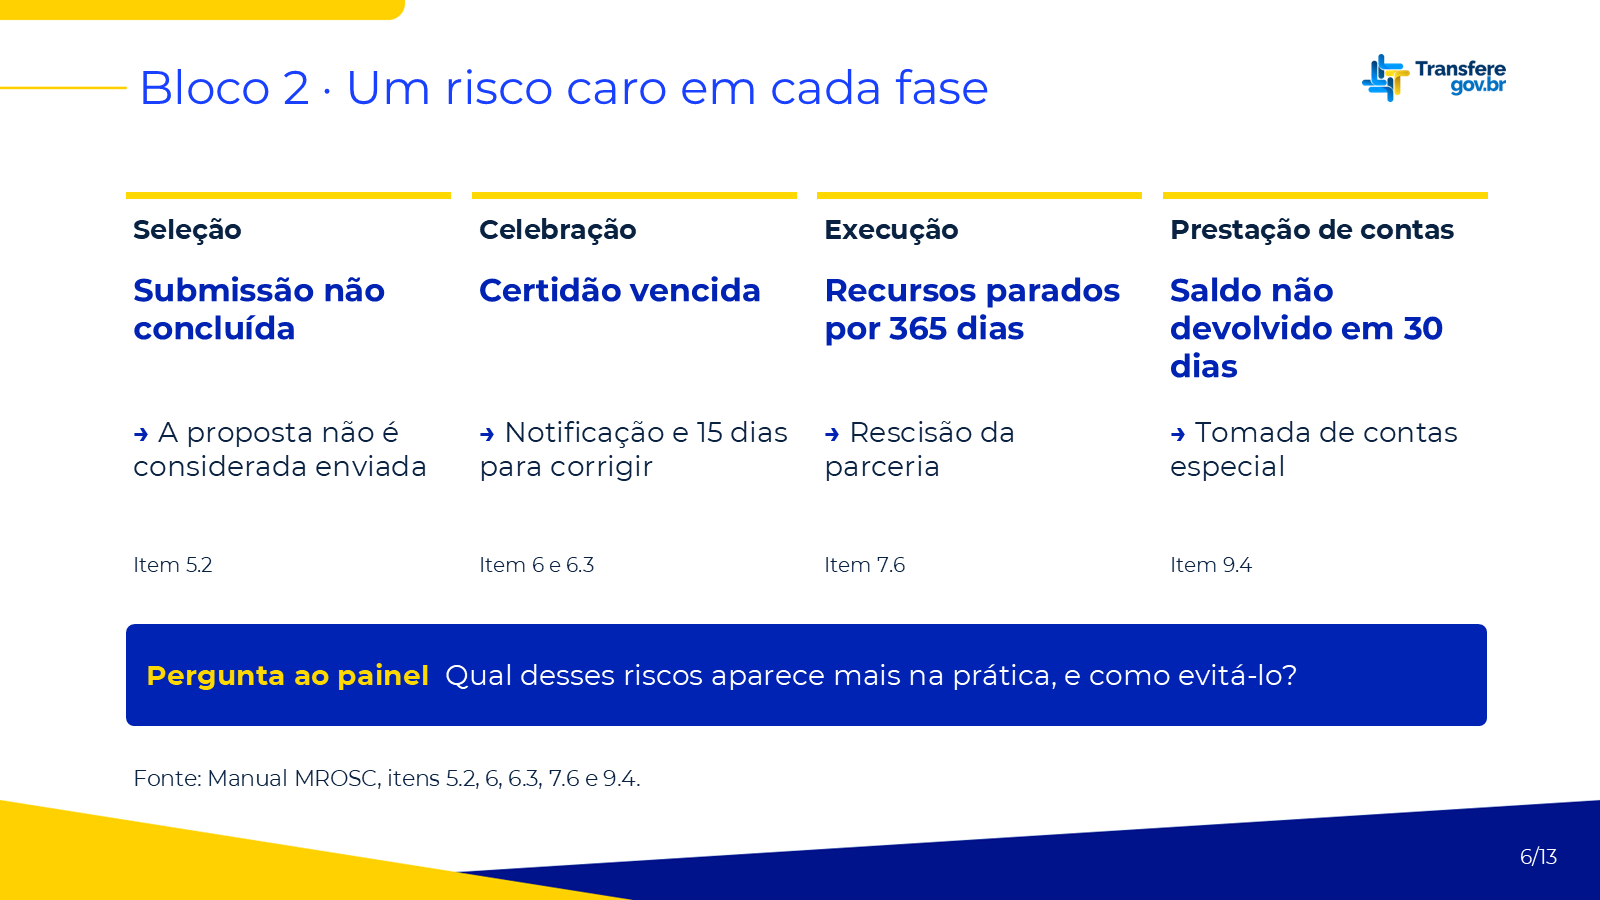 Bloco 2 · Um risco caro em cada fase
Transfere
gov.br
Seleção
Submissão não
concluída
→ A proposta não é
considerada enviada
Item 5.2
Celebração
Certidão vencida
→ Notificação e 15 dias
para corrigir
Item 6 e 6.3
Execução
Recursos parados
por 365 dias
→ Rescisão da
parceria
Item 7.6
Prestação de contas
Saldo não
devolvido em 30
dias
→ Tomada de contas
especial
Item 9.4
Pergunta ao painel Qual desses riscos aparece mais na prática, e como evitá-lo?
Fonte: Manual MROSC, itens 5.2, 6, 6.3, 7.6 e 9.4.
6/13